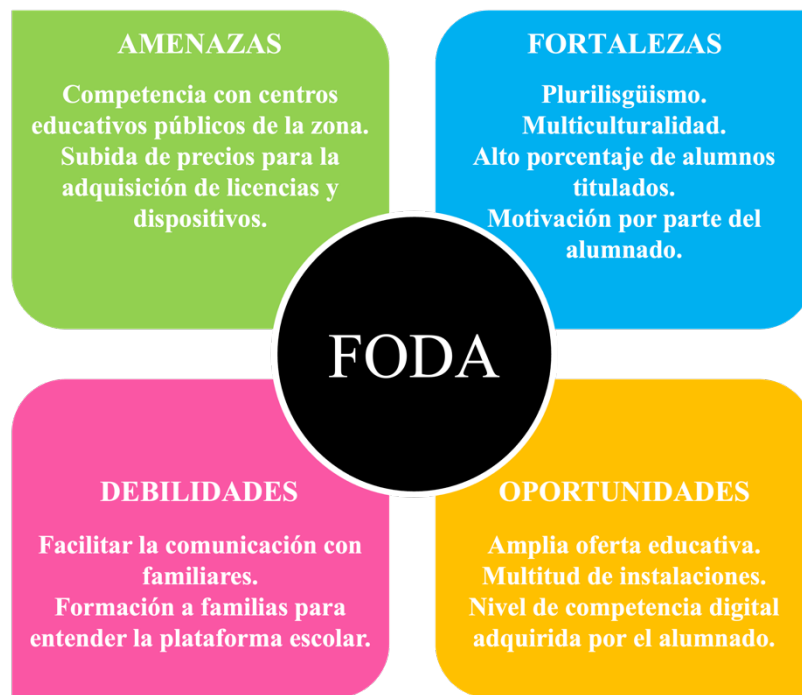 AMENAZAS
Competencia con centros
educativos públicos de la zona.
Subida de precios para la
adquisición de licencias y
dispositivos.
FORTALEZAS
Plurilisgüismo.
Multiculturalidad.
Alto porcentaje de alumnos
titulados.
Motivación por parte del
alumnado.
FODA
DEBILIDADES
Facilitar la comunicación con
familiares.
Formación a familias para
entender la plataforma escolar.
OPORTUNIDADES
Amplia oferta educativa.
Multitud de instalaciones.
Nivel de competencia digital
adquirida por el alumnado.